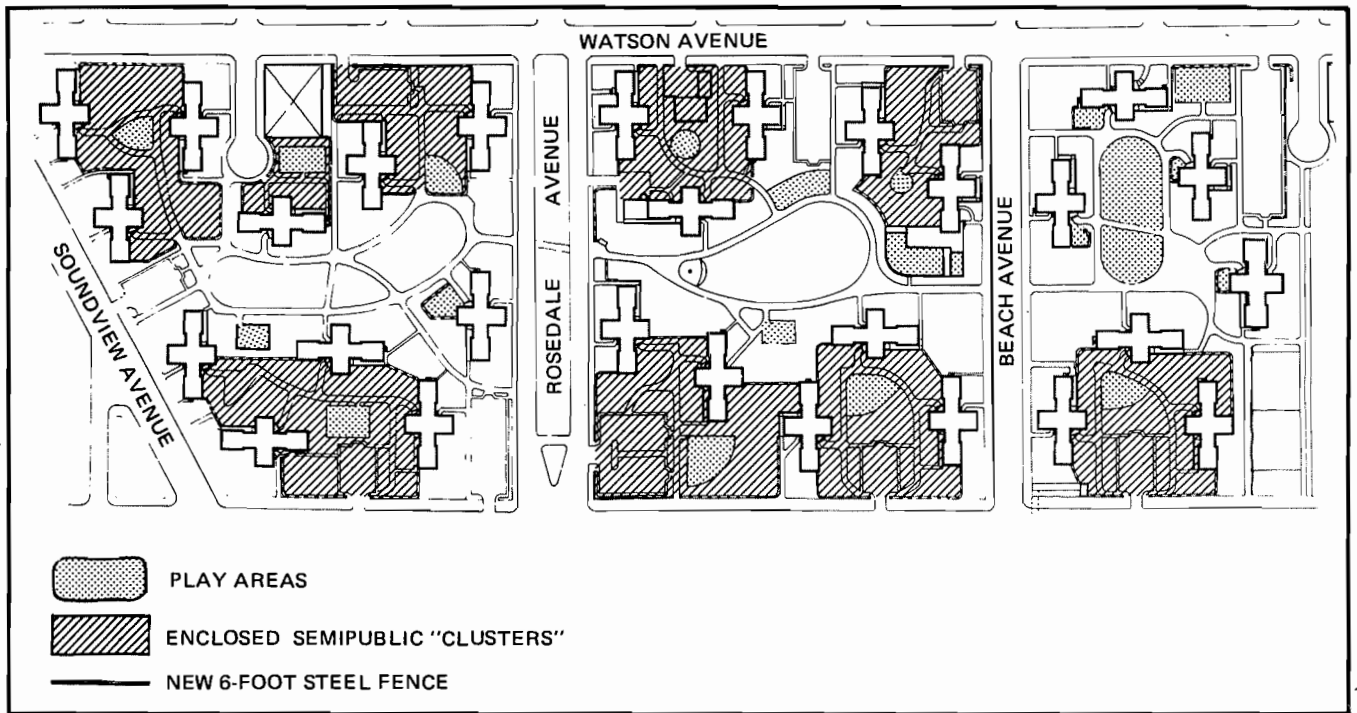 WATSON AVENUE
SOUNDVIEW AVENUE
ROSEDALE AVENUE
BEACH AVENUE
PLAY AREAS
ENCLOSED SEMIPUBLIC "CLUSTERS"
NEW 6-FOOT STEEL FENCE